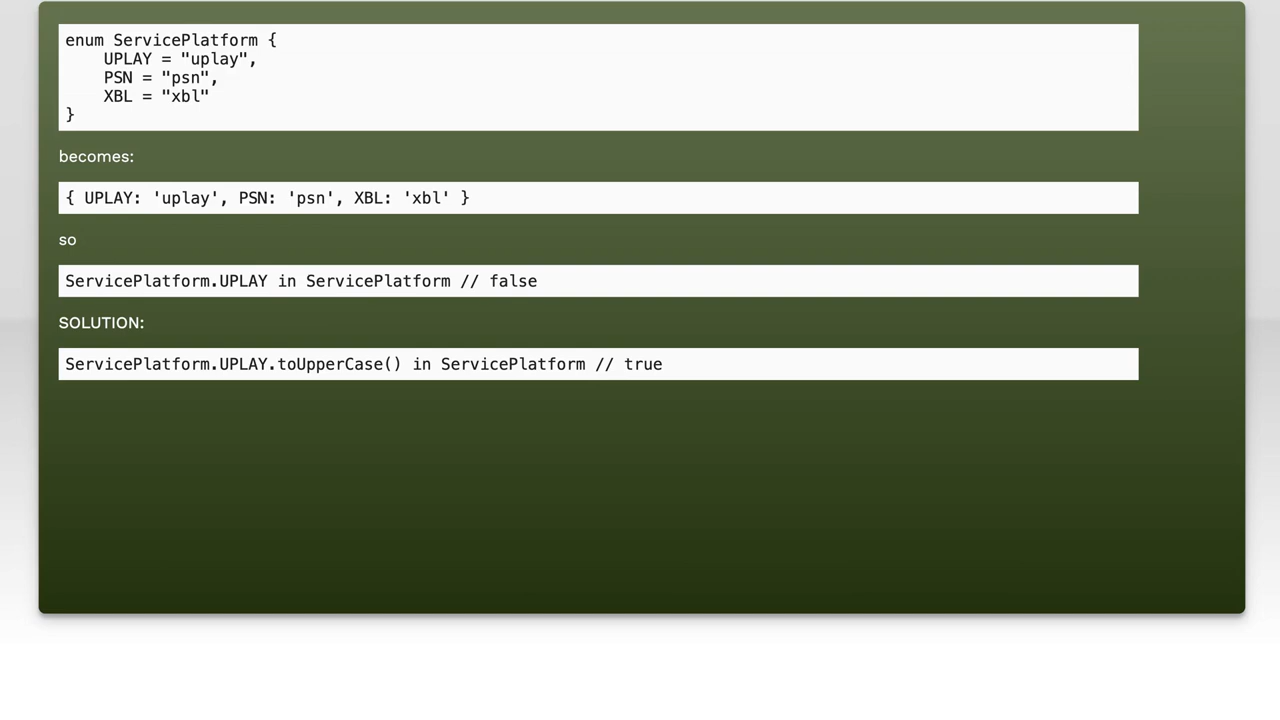 enum ServicePlatform {
    UPLAY = "uplay",
    PSN = "psn",
    XBL = "xbl"
}
becomes:
{ UPLAY: 'uplay', PSN: 'psn', XBL: 'xbl' }
so
ServicePlatform.UPLAY in ServicePlatform // false
SOLUTION:
ServicePlatform.UPLAY.toUpperCase() in ServicePlatform // true